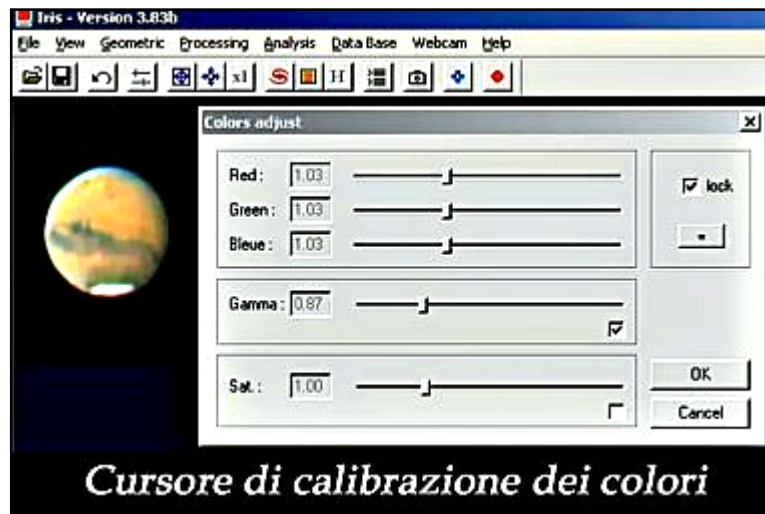 Iris - Version 3.83b
File View Geometric Processing Analysis Data Base Webcam Help
x1 S H
Colors adjust
Red : 1.03
lock
Green : 1.03
Bleue : 1.03
Gamma : 0.87
Sat. : 1.00
OK
Cancel
Cursore di calibrazione dei colori